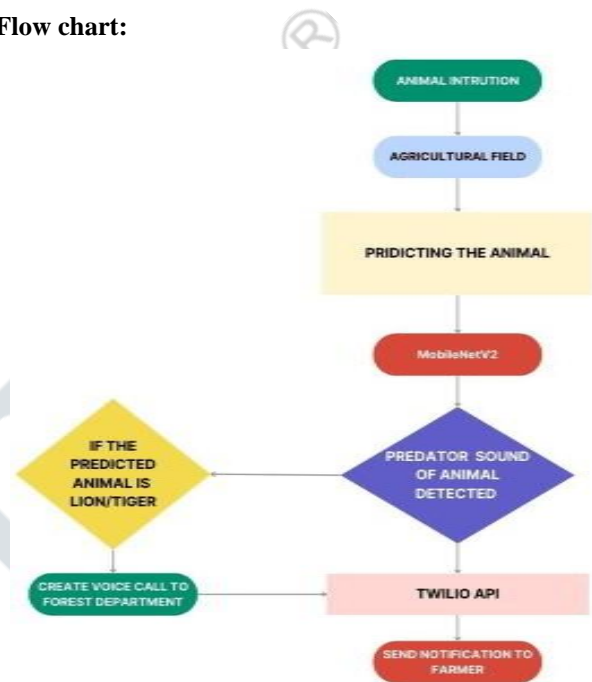 Flow chart:
ANIMAL INTRUTION
AGRICULTURAL FIELD
PRIDICTING THE ANIMAL
MobileNetV2
PREDATOR SOUND
OF ANIMAL
DETECTED
IF THE
PREDICTED
ANIMAL IS
LION/TIGER
CREATE VOICE CALL TO
FOREST DEPARTMENT
TWILIO API
SEND NOTIFICATION TO
FARMER